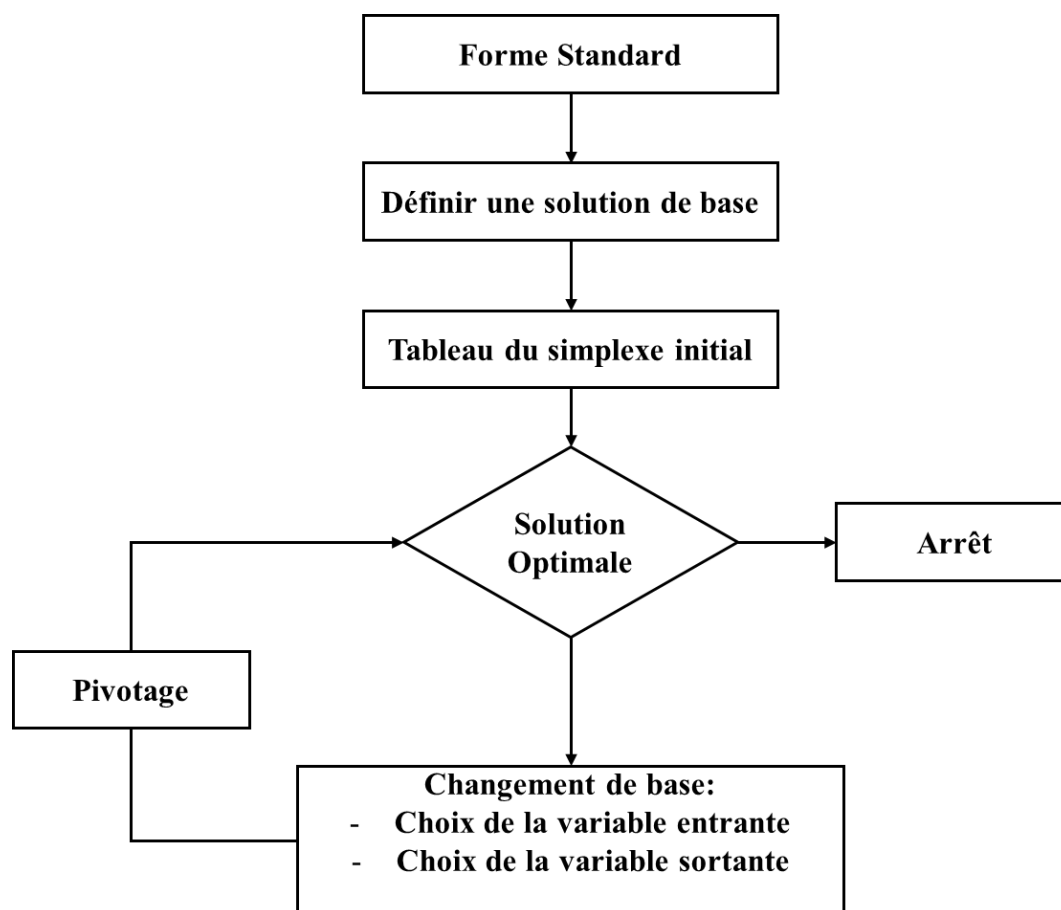 Forme Standard
Définir une solution de base
Tableau du simplexe initial
Solution
Optimale
Arrêt
Pivotage
Changement de base:
- Choix de la variable entrante
- Choix de la variable sortante